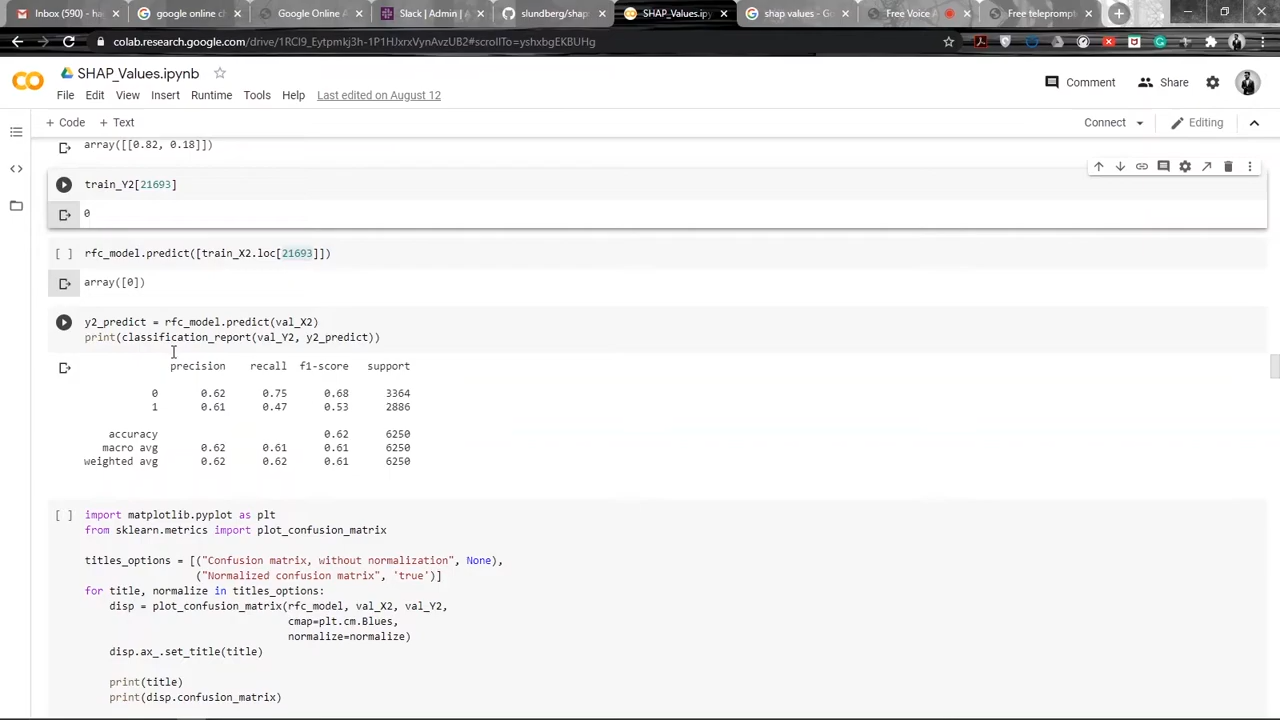 Inbox (590) - h
google online c
Google Online A
Slack | Admin |
slundberg/shap
SHAP_Values.ipy
shap values - G
Free Voice
Free telepromp
colab.research.google.com
SHAP_Values.ipynb
Comment
Share
File Edit View Insert Runtime Tools Help Last edited on August 12
+ Code + Text
Connect
Editing
array([[0.82, 0.18]])
train_Y2[21693]
0
[ ] rfc_model.predict([train_X2.loc[21693]])
array([0])
y2_predict = rfc_model.predict(val_X2)
print(classification_report(val_Y2, y2_predict))
precision recall f1-score support
0 0.62 0.75 0.68 3364
1 0.61 0.47 0.53 2886
accuracy 0.62 6250
macro avg 0.62 0.61 0.61 6250
weighted avg 0.62 0.62 0.61 6250
[ ] import matplotlib.pyplot as plt
from sklearn.metrics import plot_confusion_matrix
titles_options = [("Confusion matrix, without normalization", None),
("Normalized confusion matrix", 'true')]
for title, normalize in titles_options:
disp = plot_confusion_matrix(rfc_model, val_X2, val_Y2,
cmap=plt.cm.Blues,
normalize=normalize)
disp.ax_.set_title(title)
print(title)
print(disp.confusion_matrix)